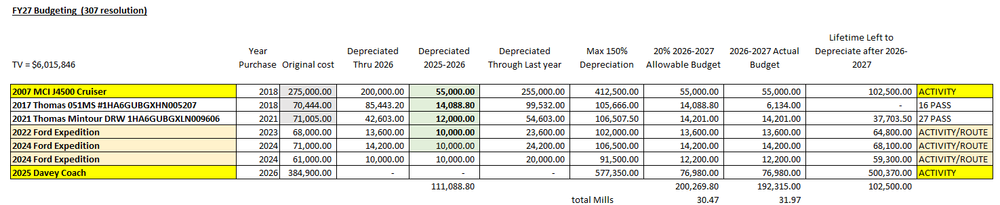 FY27 Budgeting (307 resolution)
Lifetime Left to
Year Depreciated Depreciated Depreciated Max 150% 20% 2026-2027 2026-2027 Actual Depreciate after 2026-
TV = $6,015,846 Purchase Original cost Thru 2026 2025-2026 Through Last year Depreciation Allowable Budget Budget 2027
2007 MCI J4500 Cruiser 2018 275,000.00 200,000.00 55,000.00 255,000.00 412,500.00 55,000.00 55,000.00 102,500.00 ACTIVITY
2017 Thomas 051MS #1HA6GUBGXHN005207 2018 70,444.00 85,443.20 14,088.80 99,532.00 105,666.00 14,088.80 6,134.00 - 16 PASS
2021 Thomas Mintour DRW 1HA6GUBGXLN009606 2021 71,005.00 42,603.00 12,000.00 54,603.00 106,507.50 14,201.00 14,201.00 37,703.50 27 PASS
2022 Ford Expedition 2023 68,000.00 13,600.00 10,000.00 23,600.00 102,000.00 13,600.00 13,600.00 64,800.00 ACTIVITY/ROUTE
2024 Ford Expedition 2024 71,000.00 14,200.00 10,000.00 24,200.00 106,500.00 14,200.00 14,200.00 68,100.00 ACTIVITY/ROUTE
2024 Ford Expedition 2024 61,000.00 10,000.00 10,000.00 20,000.00 91,500.00 12,200.00 12,200.00 59,300.00 ACTIVITY/ROUTE
2025 Davey Coach 2026 384,900.00 - - - 577,350.00 76,980.00 76,980.00 500,370.00 ACTIVITY
111,088.80 200,269.80 192,315.00 102,500.00
total Mills 30.47 31.97